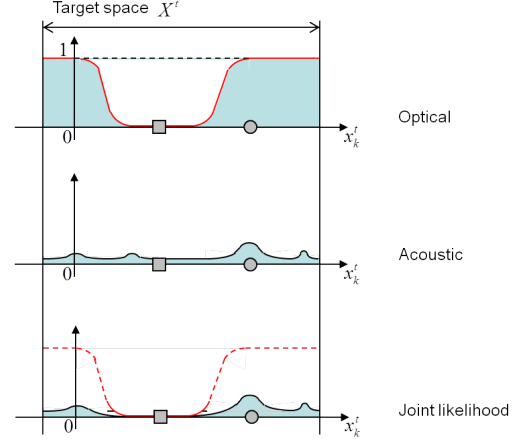 Target space X^t
1
0
x_k^t
Optical
0
x_k^t
Acoustic
0
x_k^t
Joint likelihood